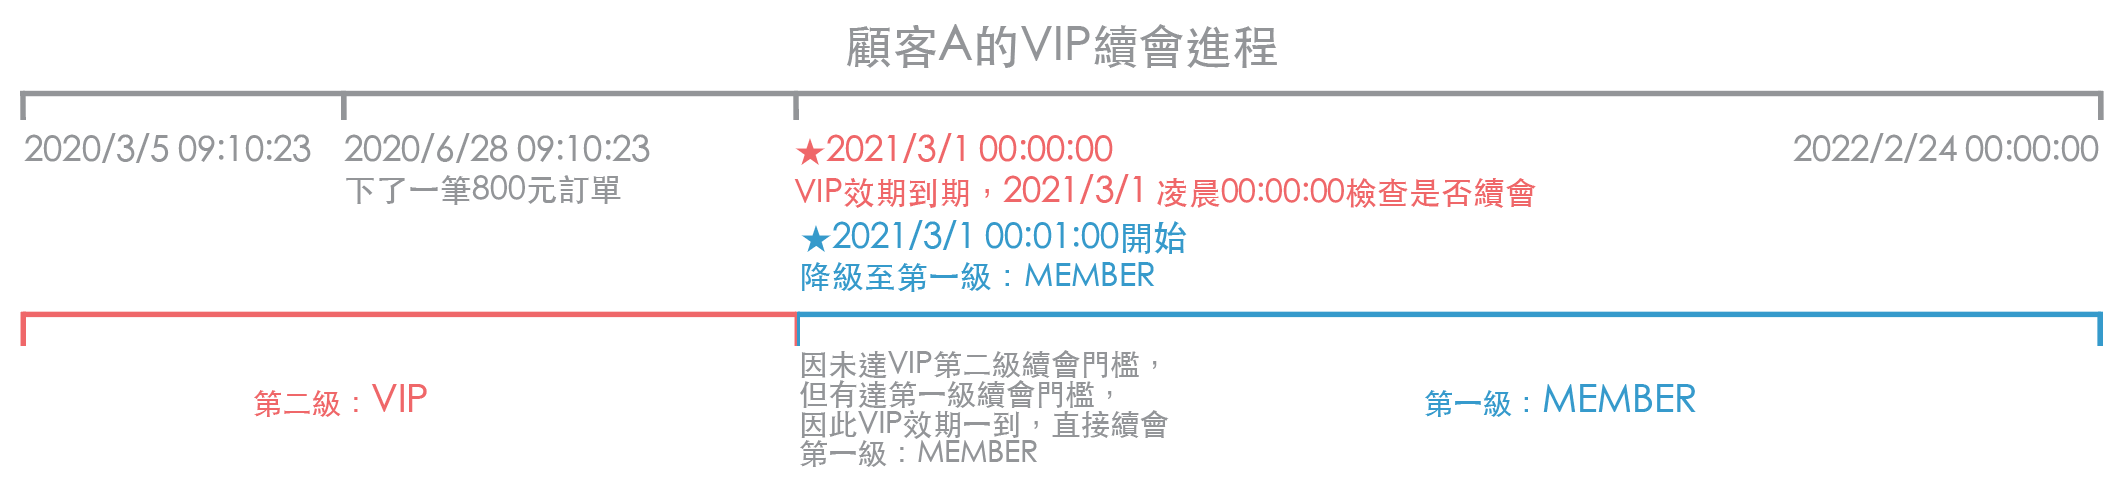 顧客A的VIP續會進程
2020/3/5 09:10:23
2020/6/28 09:10:23
下了一筆800元訂單
★2021/3/1 00:00:00
VIP效期到期，2021/3/1 凌晨00:00:00檢查是否續會
★2021/3/1 00:01:00開始
降級至第一級：MEMBER
2022/2/24 00:00:00
第二級：VIP
因未達VIP第二級續會門檻，
但有達第一級續會門檻，
因此VIP效期一到，直接續會
第一級：MEMBER
第一級：MEMBER